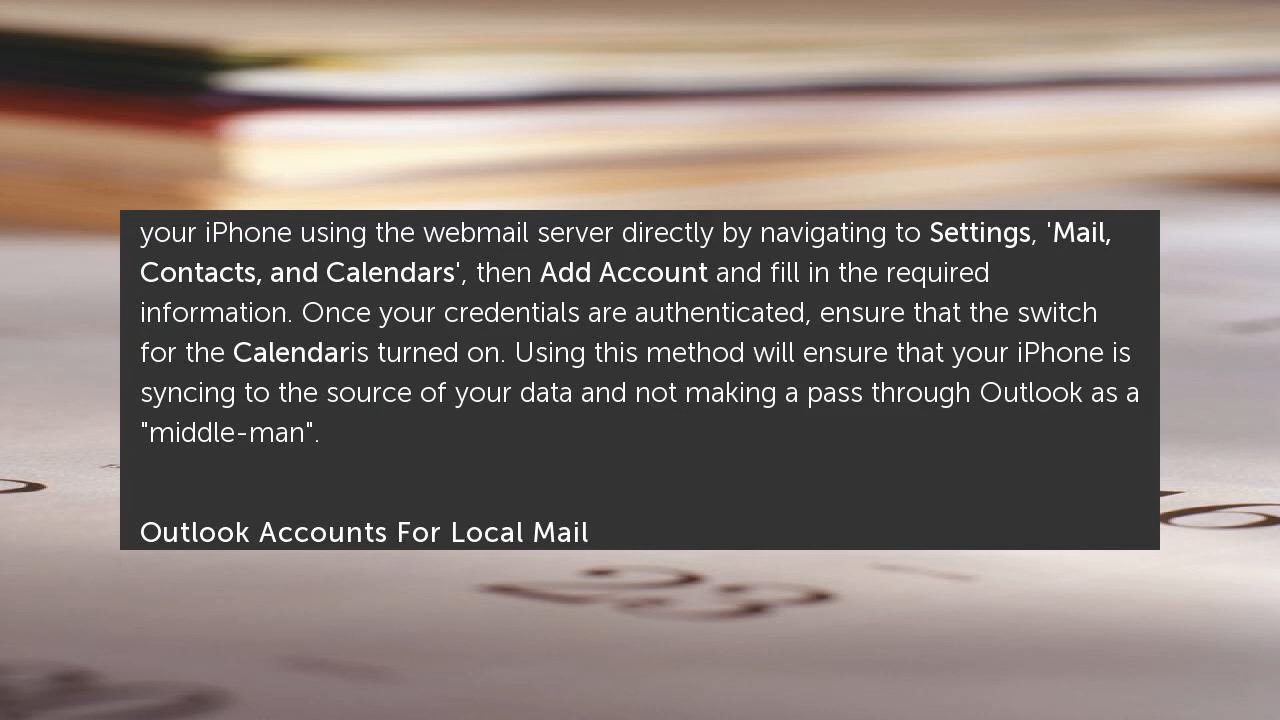 your iPhone using the webmail server directly by navigating to Settings, 'Mail,
Contacts, and Calendars', then Add Account and fill in the required
information. Once your credentials are authenticated, ensure that the switch
for the Calendaris turned on. Using this method will ensure that your iPhone is
syncing to the source of your data and not making a pass through Outlook as a
"middle-man".
Outlook Accounts For Local Mail
16
23